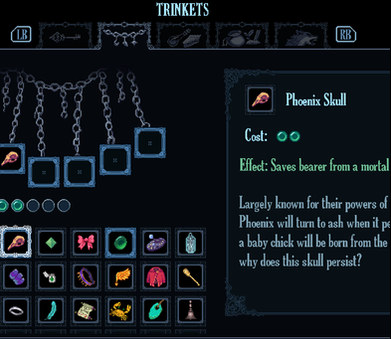 TRINKETS
LB
RB
Phoenix Skull
Cost:
Effect: Saves bearer from a mortal
Largely known for their powers of
Phoenix will turn to ash when it pe
a baby chick will be born from the
why does this skull persist?